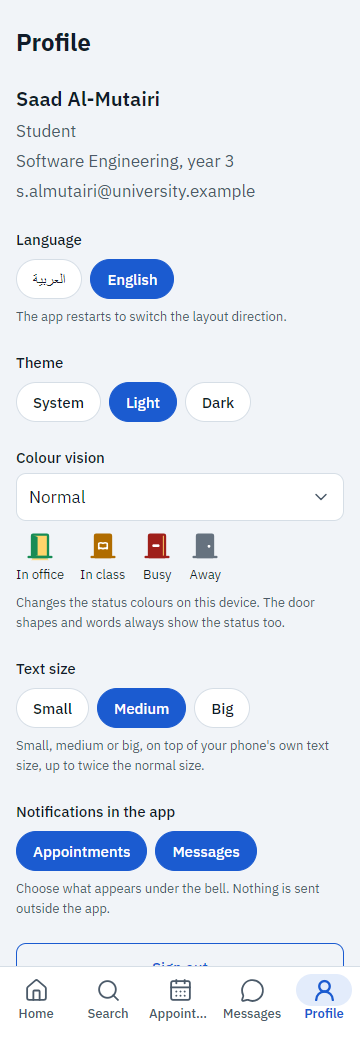 Profile
Saad Al-Mutairi
Student
Software Engineering, year 3
s.almutairi@university.example
Language
العربية English
The app restarts to switch the layout direction.
Theme
System Light Dark
Colour vision
Normal
In office In class Busy Away
Changes the status colours on this device. The door
shapes and words always show the status too.
Text size
Small Medium Big
Small, medium or big, on top of your phone's own text
size, up to twice the normal size.
Notifications in the app
Appointments Messages
Choose what appears under the bell. Nothing is sent
outside the app.
Sign out
Home Search Appoint... Messages Profile